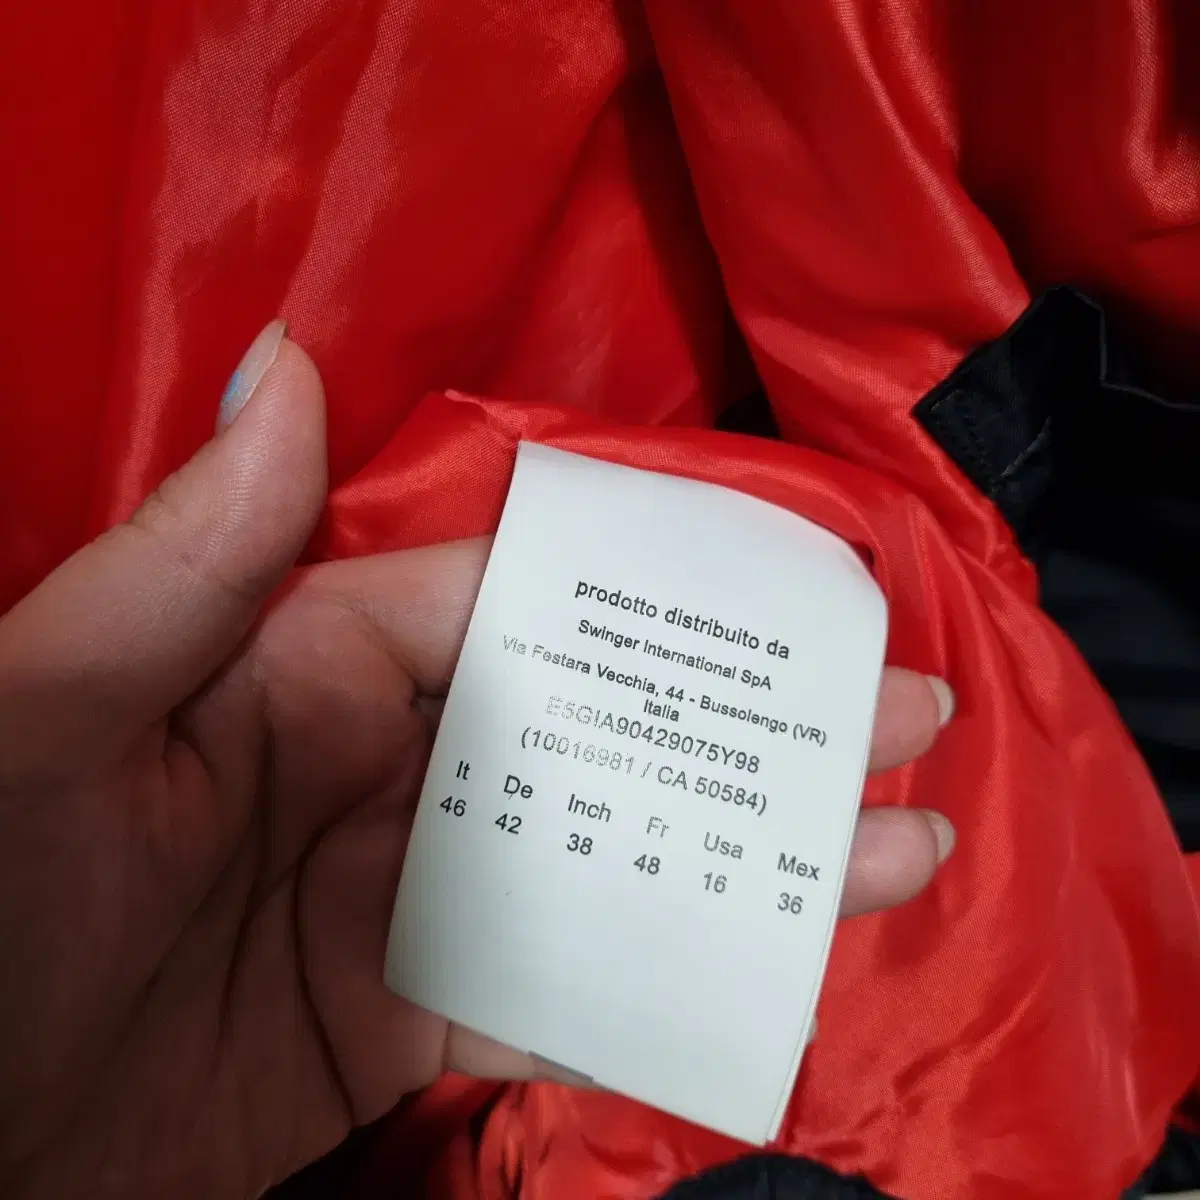 prodotto distribuito da
Swinger International SpA
Via Festara Vecchia, 44 - Bussolengo (VR)
Italia
E5GIA90429075Y98
(10016981 / CA 50584)
It De Inch Fr Usa Mex
46 42 38 48 16 36